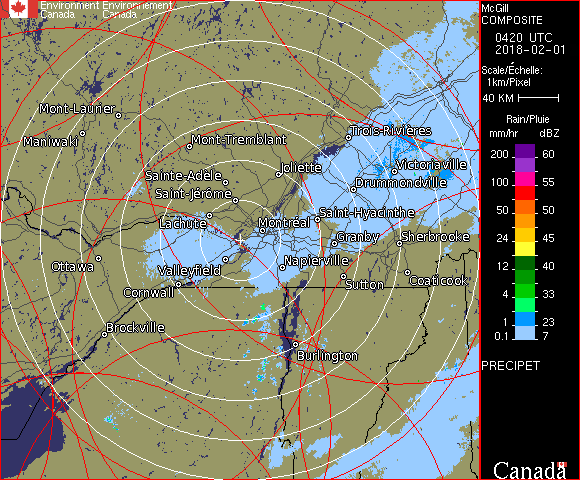 Environment Environnement
Canada Canada
McGill
COMPOSITE
0420 UTC
2018-02-01
Scale/Échelle:
1km/Pixel
40 KM
Rain/Pluie
mm/hr dBZ
200 60
100 55
50 50
24 45
12 40
4 33
1 23
0.1 7
PRECIPET
Canada
Mont-Laurier
Maniwaki
Mont-Tremblant
Trois-Rivières
Joliette
Victoriaville
Sainte-Adèle
Drummondville
Saint-Jérôme
Saint-Hyacinthe
Lachute
Montréal
Granby
Sherbrooke
Ottawa
Valleyfield
Napierville
Cornwall
Sutton
Coaticook
Brockville
Burlington